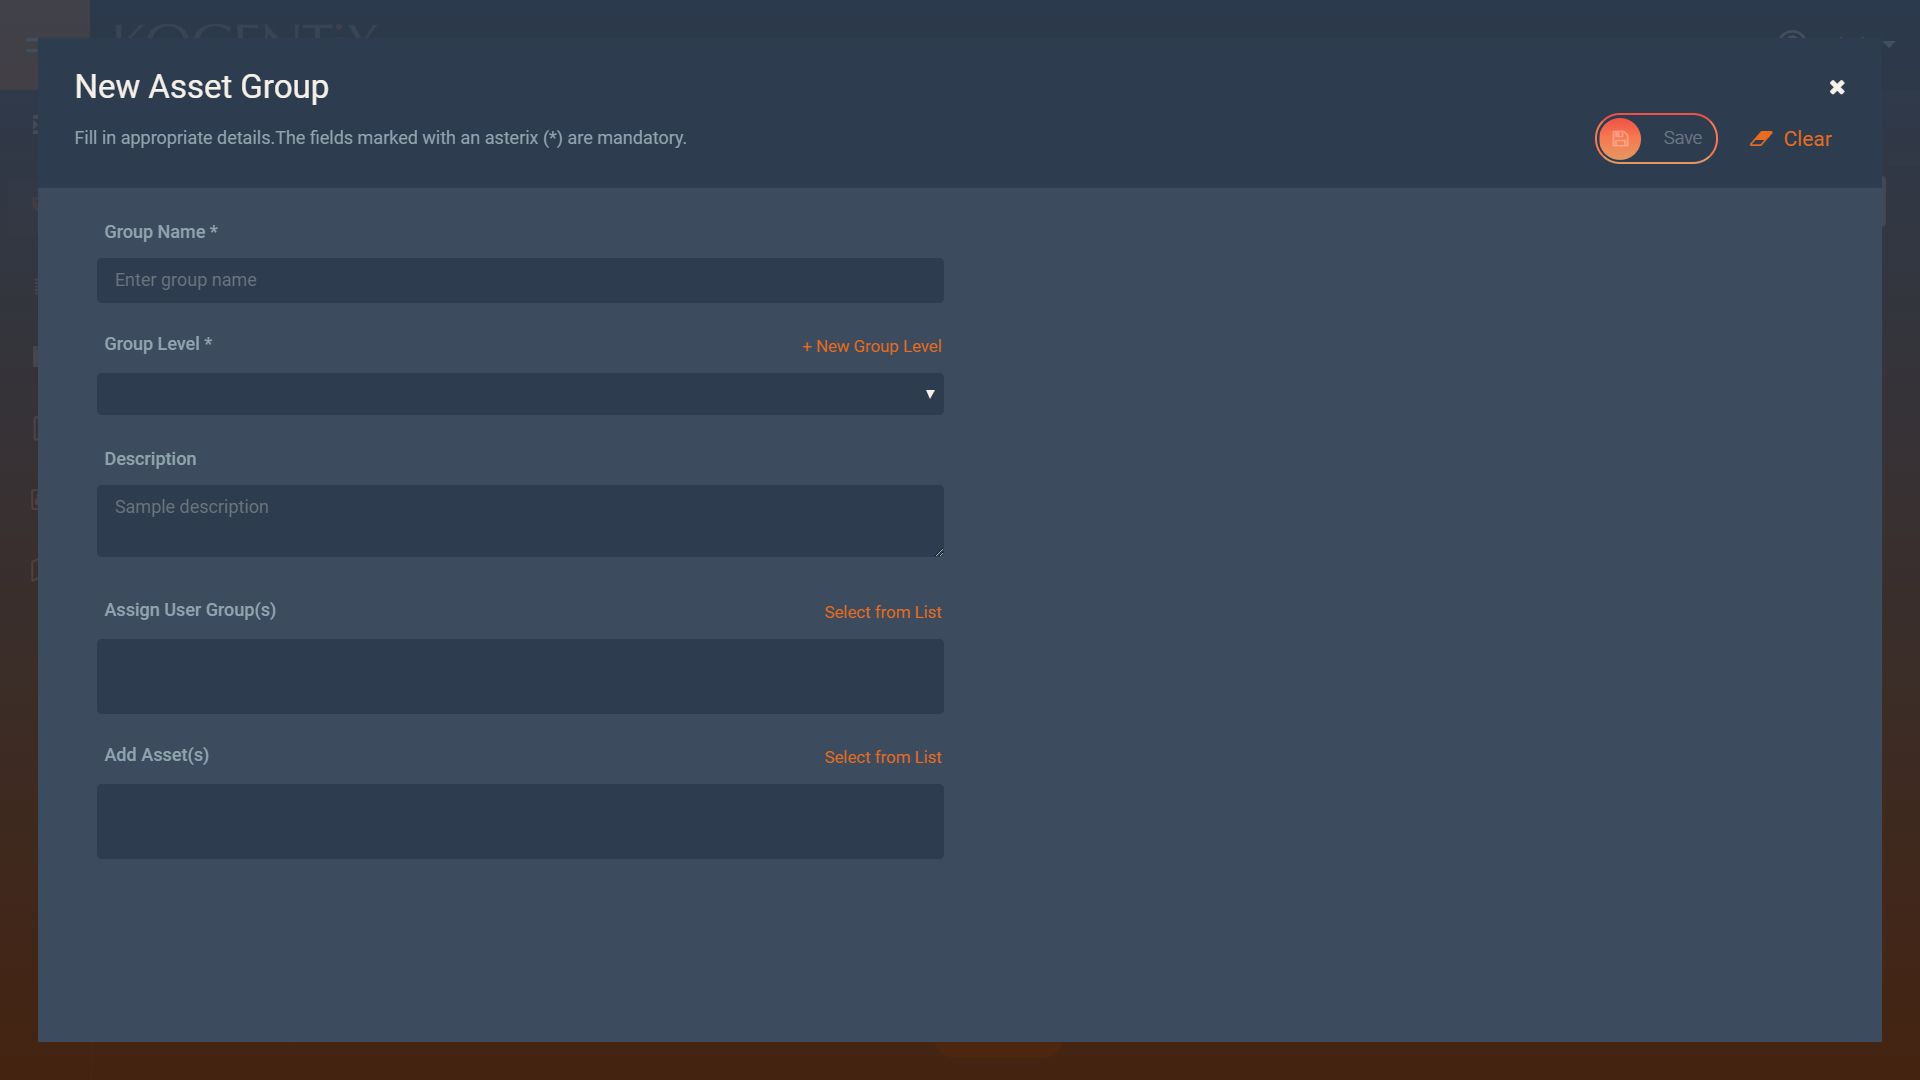 KOGENTiX
New Asset Group
✖
Fill in appropriate details.The fields marked with an asterix (*) are mandatory.
Save
Clear
Group Name *
Enter group name
Group Level *
+ New Group Level
▼
Description
Sample description
Assign User Group(s)
Select from List
Add Asset(s)
Select from List